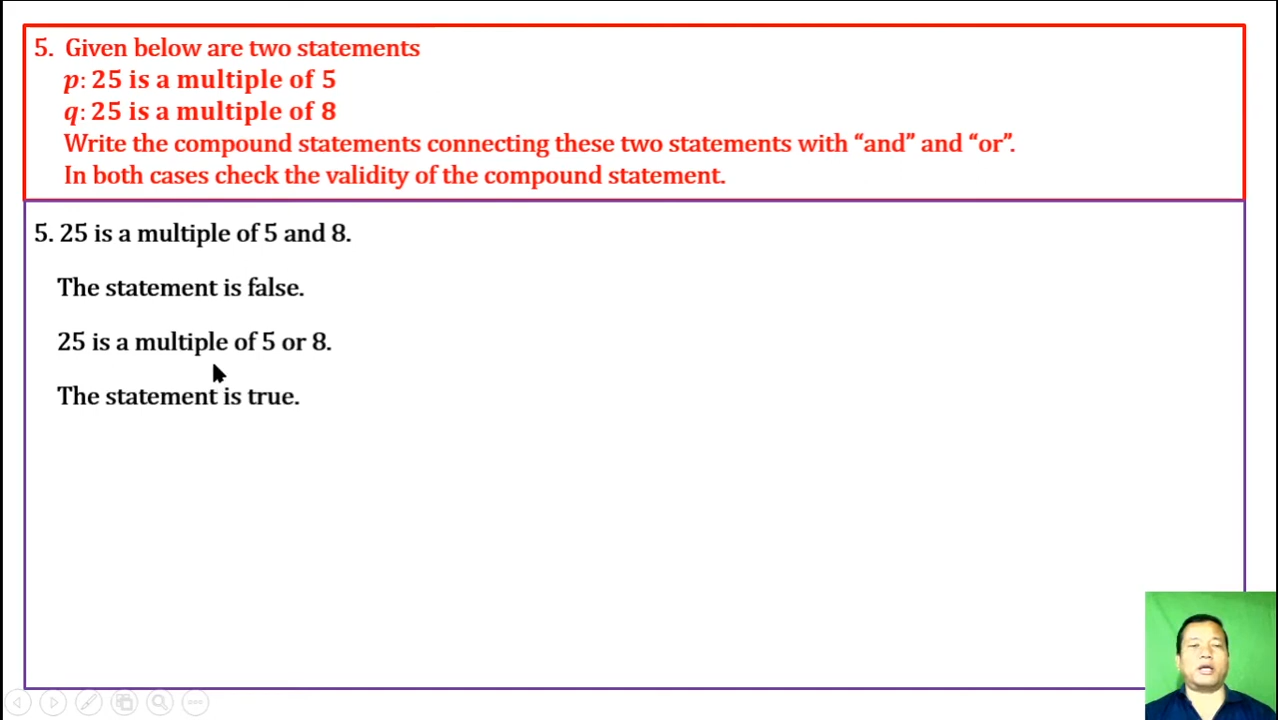 5. Given below are two statements
p: 25 is a multiple of 5
q: 25 is a multiple of 8
Write the compound statements connecting these two statements with “and” and “or”.
In both cases check the validity of the compound statement.
5. 25 is a multiple of 5 and 8.
The statement is false.
25 is a multiple of 5 or 8.
The statement is true.